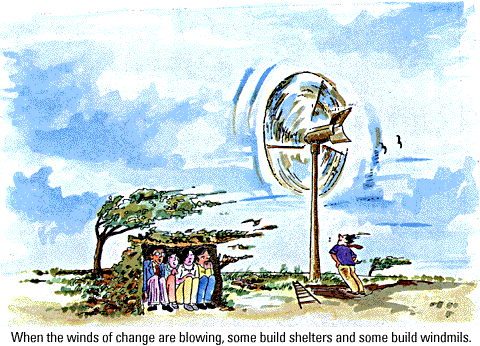 When the winds of change are blowing, some build shelters and some build windmils.